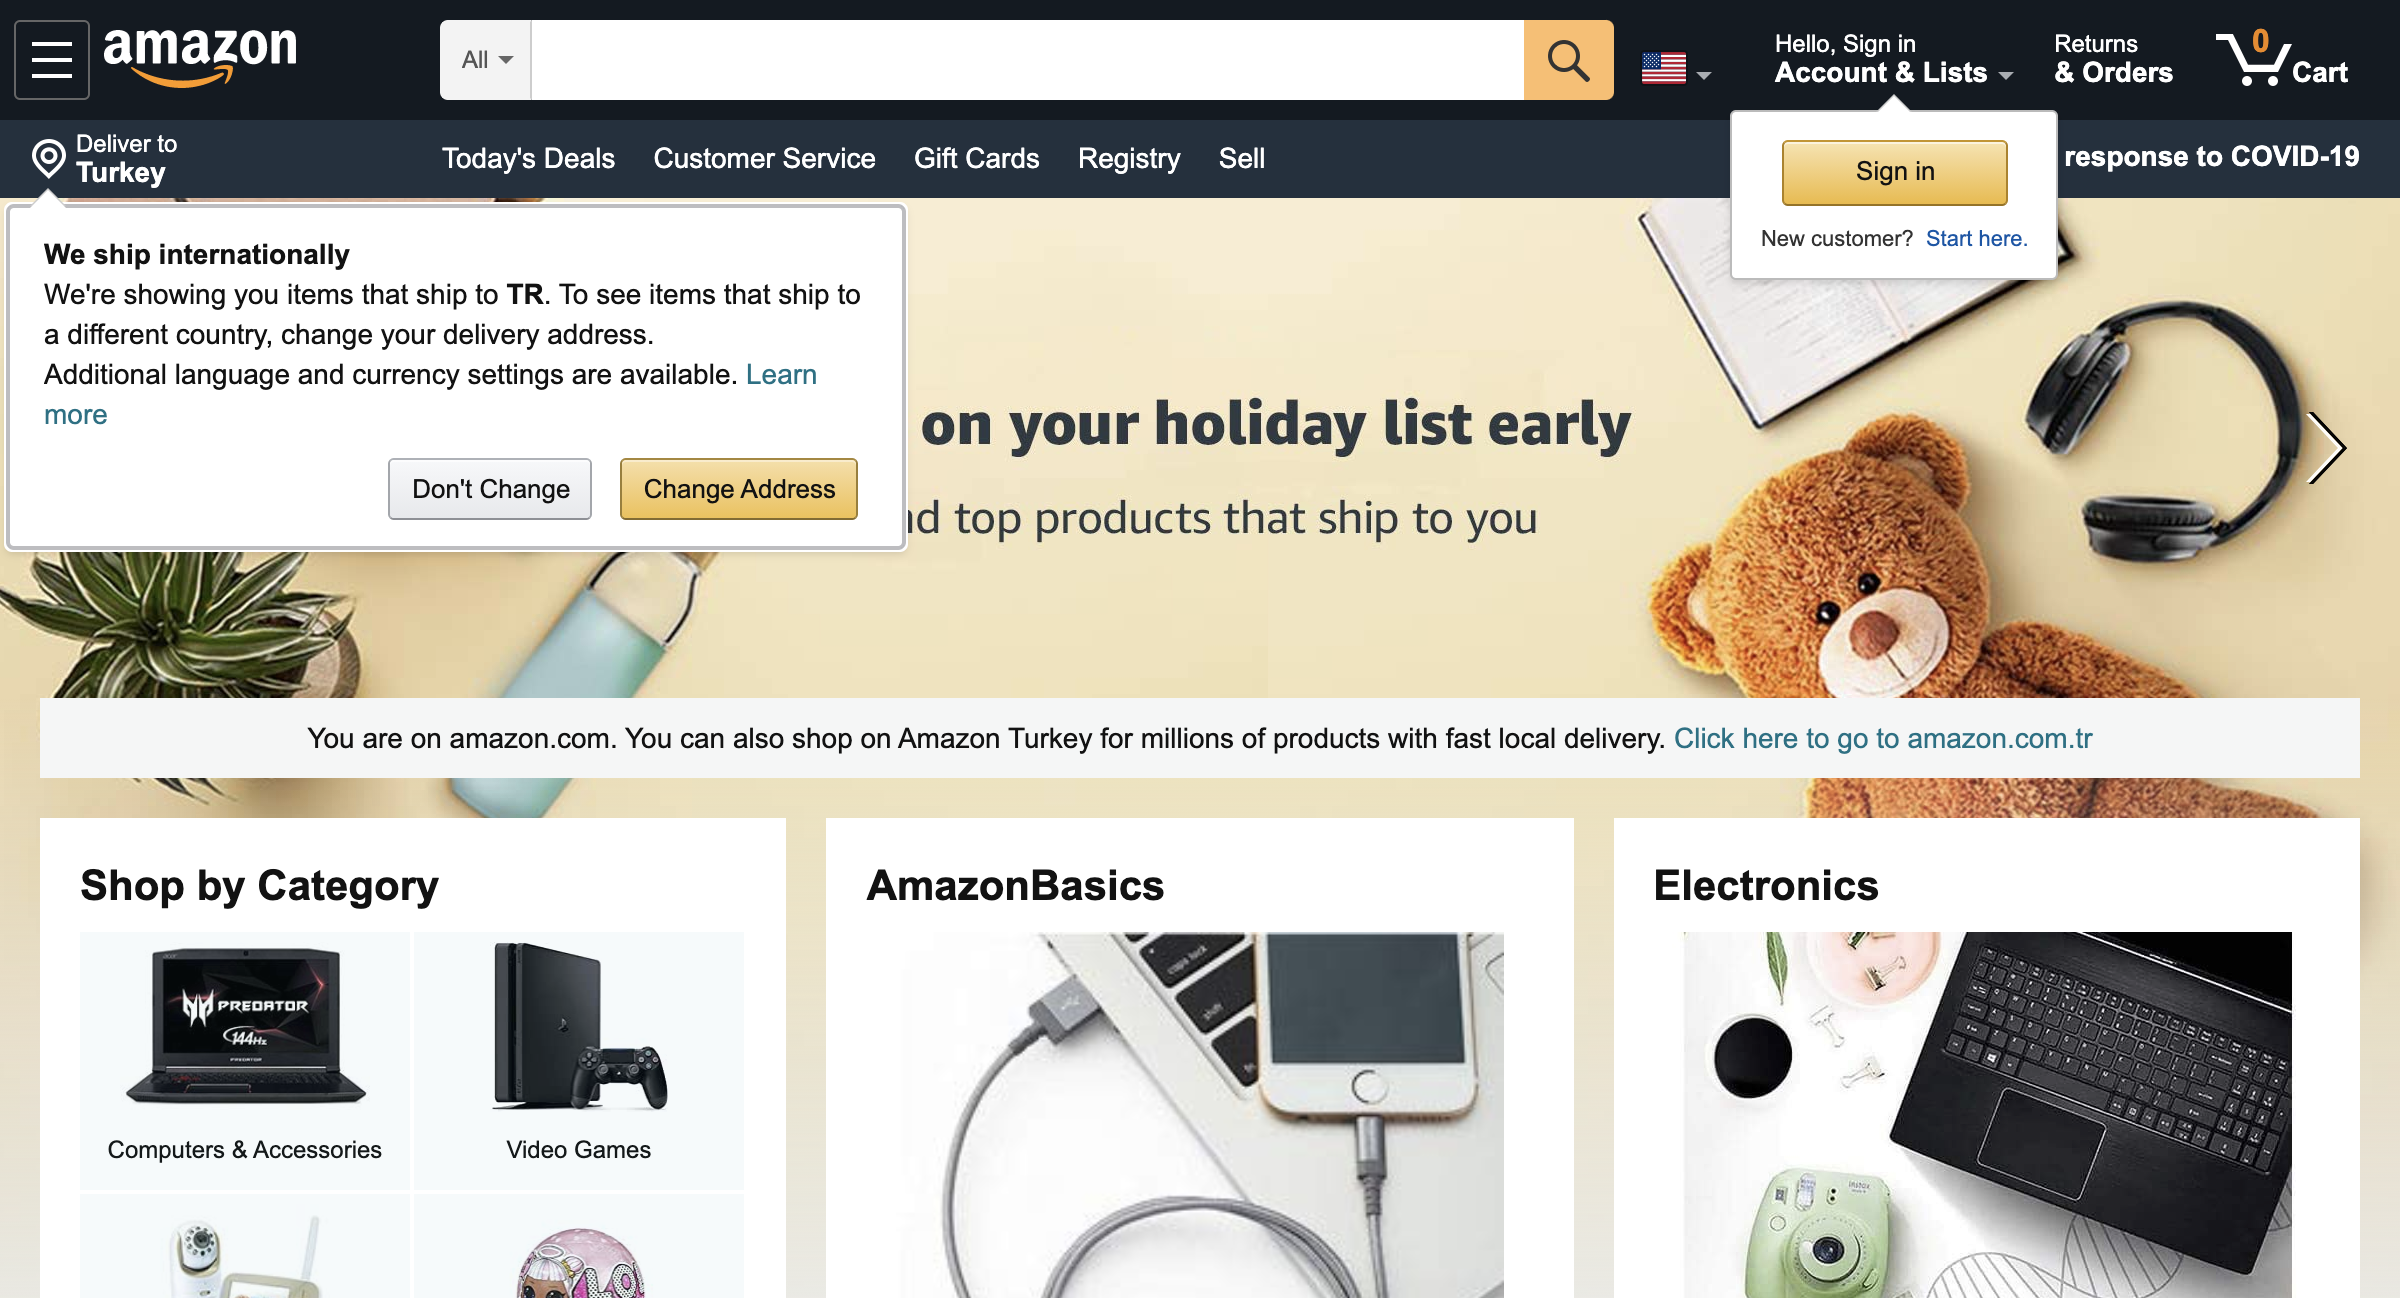 amazon
All
Hello, Sign in
Account & Lists
Returns
& Orders
0
Cart
Deliver to
Turkey
Today's Deals
Customer Service
Gift Cards
Registry
Sell
response to COVID-19
Sign in
New customer? Start here.
We ship internationally
We're showing you items that ship to TR. To see items that ship to
a different country, change your delivery address.
Additional language and currency settings are available. Learn
more
Don't Change
Change Address
on your holiday list early
top products that ship to you
You are on amazon.com. You can also shop on Amazon Turkey for millions of products with fast local delivery. Click here to go to amazon.com.tr
Shop by Category
AmazonBasics
Electronics
PREDATOR
144Hz
PREDATOR
Computers & Accessories
Video Games
caps lock
shift
instax